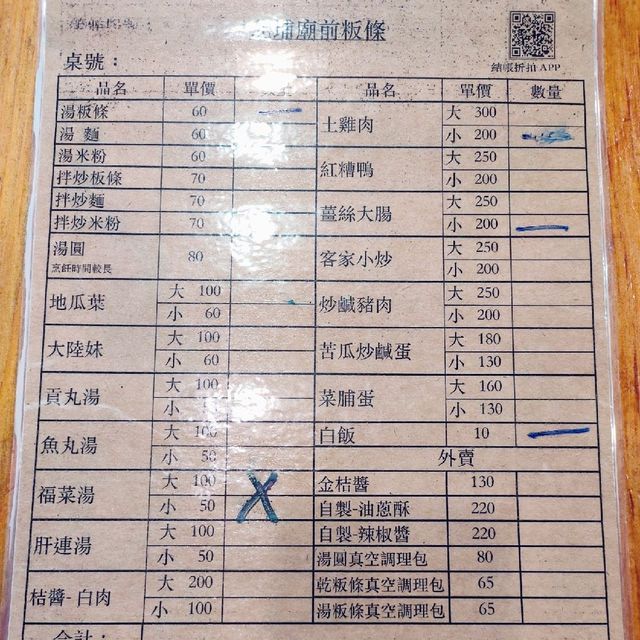 埔廟前粄條
結帳折扣APP
桌號：
品名 單價 品名 單價 數量
湯粄條 60
湯 麵 60
湯米粉 60
拌炒粄條 70
拌炒麵 70
拌炒米粉 70
湯圓 80
烹飪時間較長
地瓜葉 大 100
小 60
大陸妹 大 100
小 60
貢丸湯 大 100
小
魚丸湯 大 100
小 50
福菜湯 大 100 X
小 50
肝連湯 大 100
小 50
桔醬-白肉 大 200
小 100
合計：
土雞肉 大 300
小 200
紅糟鴨 大 250
小 200
薑絲大腸 大 250
小 200
客家小炒 大 250
小 200
炒鹹豬肉 大 250
小 200
苦瓜炒鹹蛋 大 180
小 130
菜脯蛋 大 160
小 130
白飯 10
外賣
金桔醬 130
自製-油蔥酥 220
自製-辣椒醬 220
湯圓真空調理包 80
乾粄條真空調理包 65
湯粄條真空調理包 65